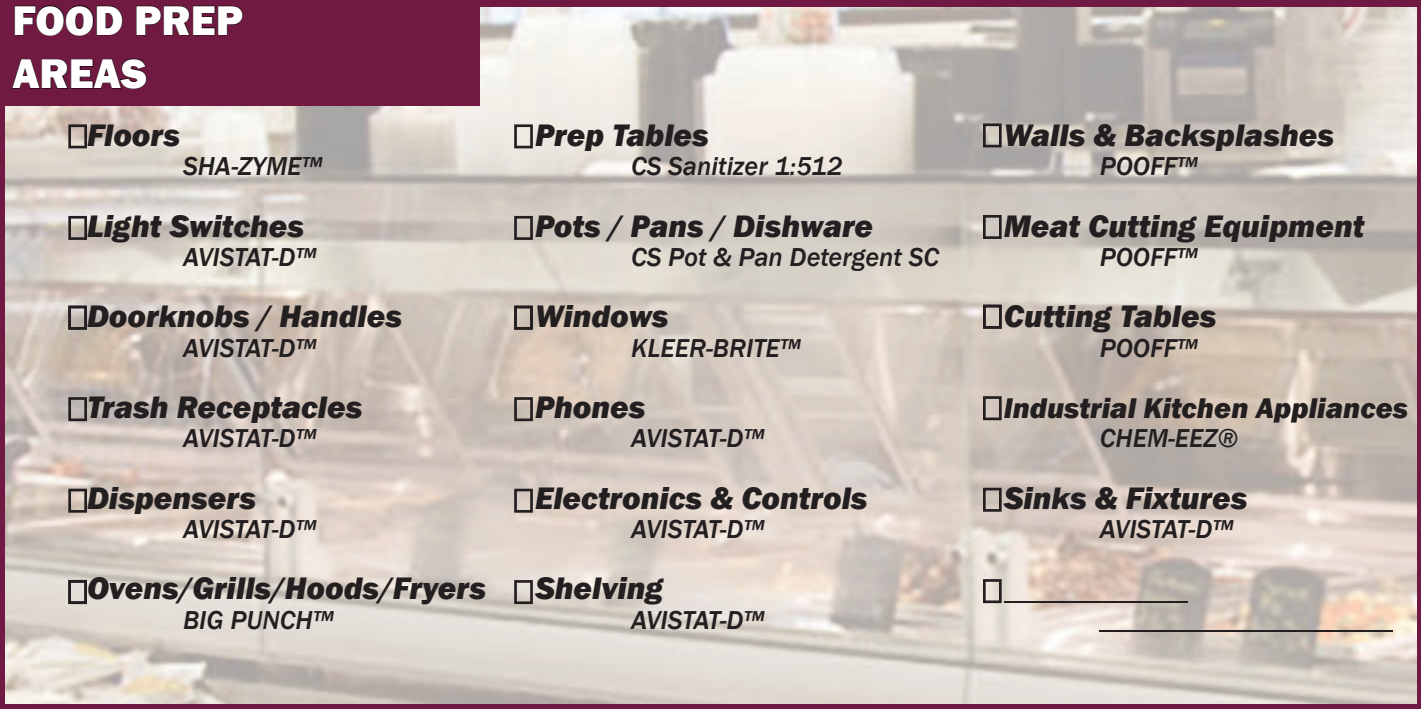 FOOD PREP
AREAS
☐Floors
SHA-ZYME™
☐Light Switches
AVISTAT-D™
☐Doorknobs / Handles
AVISTAT-D™
☐Trash Receptacles
AVISTAT-D™
☐Dispensers
AVISTAT-D™
☐Ovens/Grills/Hoods/Fryers
BIG PUNCH™
☐Prep Tables
CS Sanitizer 1:512
☐Pots / Pans / Dishware
CS Pot & Pan Detergent SC
☐Windows
KLEER-BRITE™
☐Phones
AVISTAT-D™
☐Electronics & Controls
AVISTAT-D™
☐Shelving
AVISTAT-D™
☐Walls & Backsplashes
POOFF™
☐Meat Cutting Equipment
POOFF™
☐Cutting Tables
POOFF™
☐Industrial Kitchen Appliances
CHEM-EEZ®
☐Sinks & Fixtures
AVISTAT-D™
☐